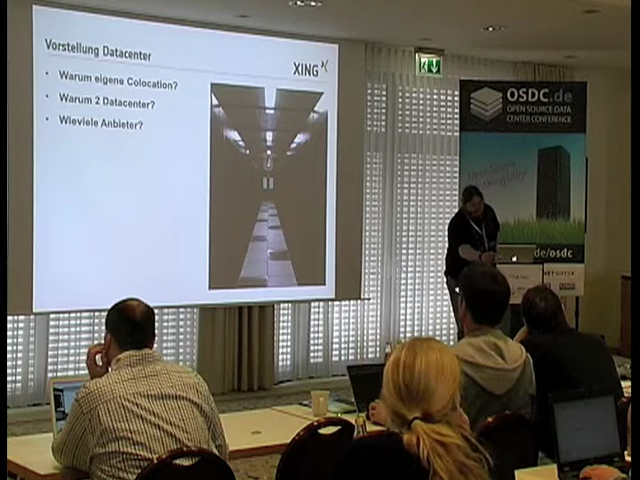 Vorstellung Datacenter
XING
• Warum eigene Colocation?
• Warum 2 Datacenter?
• Wieviele Anbieter?
OSDC.de
OPEN SOURCE DATA
CENTER CONFERENCE
de/osdc